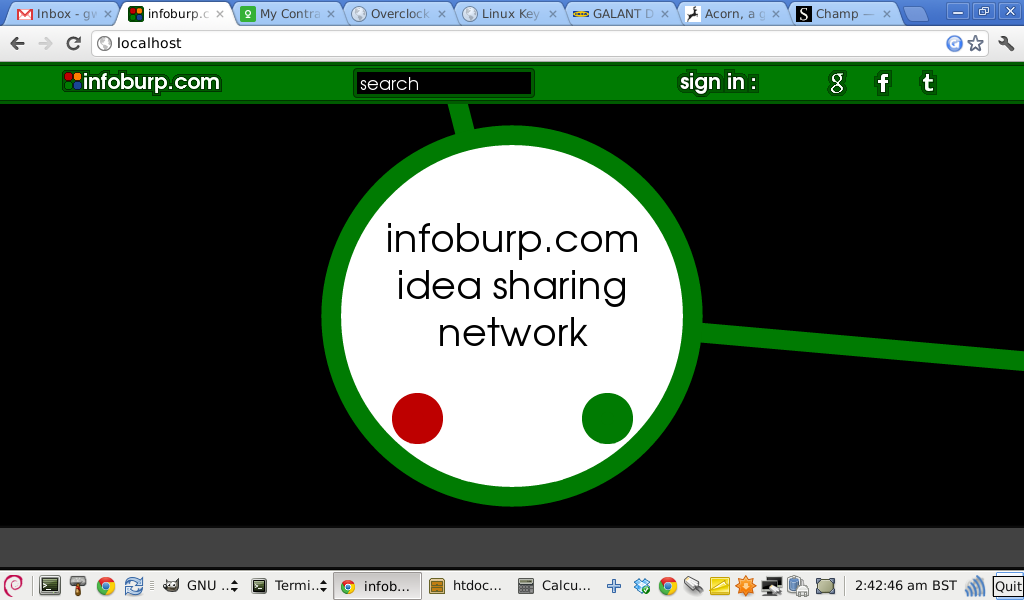 Inbox - gw
infoburp.c
My Contra
Overclock
Linux Key
GALANT D
Acorn, a g
Champ —
localhost
infoburp.com
search
sign in :
g
f
t
infoburp.com
idea sharing
network
GNU ..
Termi..
infob...
htdoc...
Calcu...
2:42:46 am BST
Quit